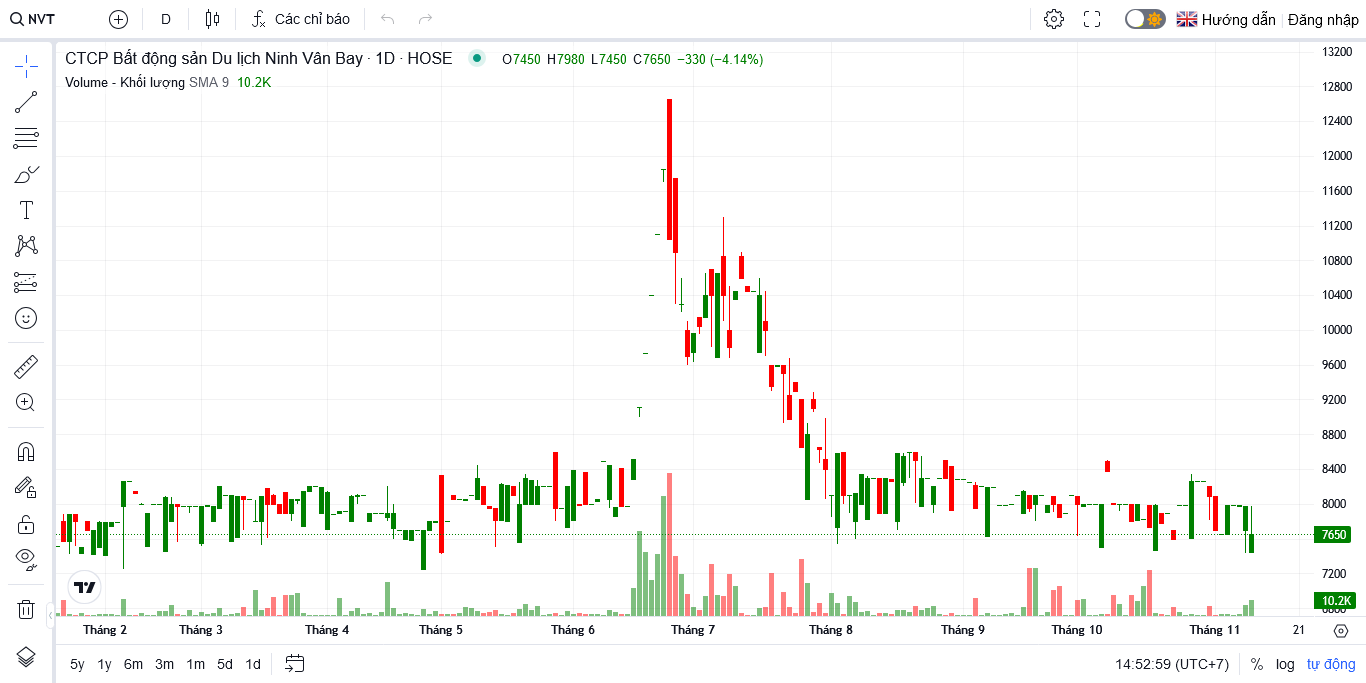 NVT D Các chỉ báo Hướng dẫn Đăng nhập
CTCP Bất động sản Du lịch Ninh Vân Bay · 1D · HOSE O7450 H7980 L7450 C7650 −330 (−4.14%)
Volume - Khối lượng SMA 9 10.2K
13200
12800
12400
12000
11600
11200
10800
10400
10000
9600
9200
8800
8400
8000
7650
7200
10.2K
6800
Tháng 2 Tháng 3 Tháng 4 Tháng 5 Tháng 6 Tháng 7 Tháng 8 Tháng 9 Tháng 10 Tháng 11 21
5y 1y 6m 3m 1m 5d 1d 14:52:59 (UTC+7) % log tự động